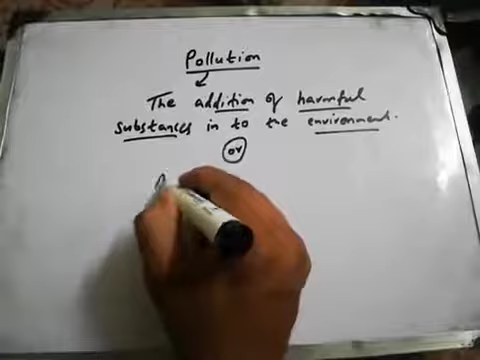 Pollution
The addition of harmful
substances in to the environment.
or